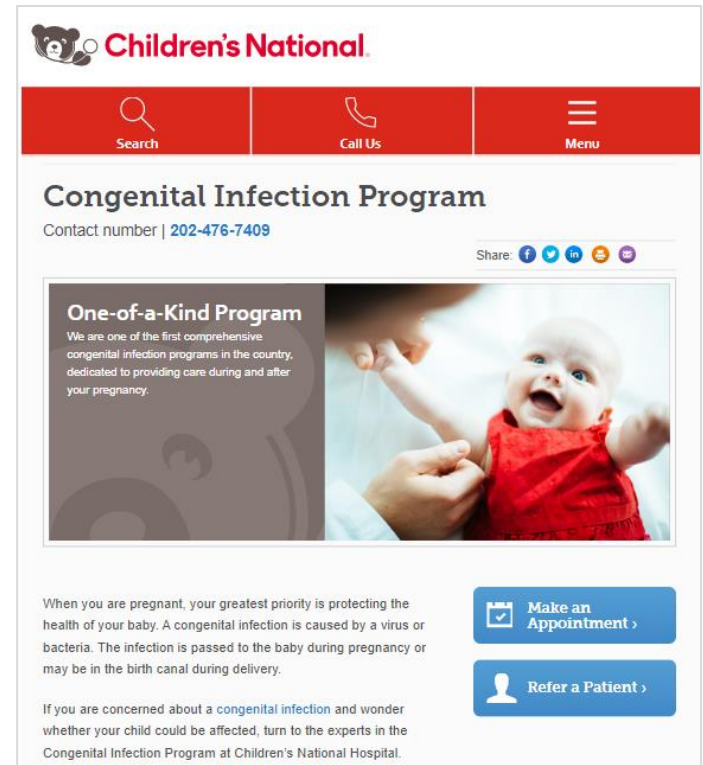 Children's National.
Search
Call Us
Menu
Congenital Infection Program
Contact number | 202-476-7409
Share:
One-of-a-Kind Program
We are one of the first comprehensive
congenital infection programs in the country,
dedicated to providing care during and after
your pregnancy.
When you are pregnant, your greatest priority is protecting the
health of your baby. A congenital infection is caused by a virus or
bacteria. The infection is passed to the baby during pregnancy or
may be in the birth canal during delivery.
If you are concerned about a congenital infection and wonder
whether your child could be affected, turn to the experts in the
Congenital Infection Program at Children's National Hospital.
Make an
Appointment ›
Refer a Patient ›